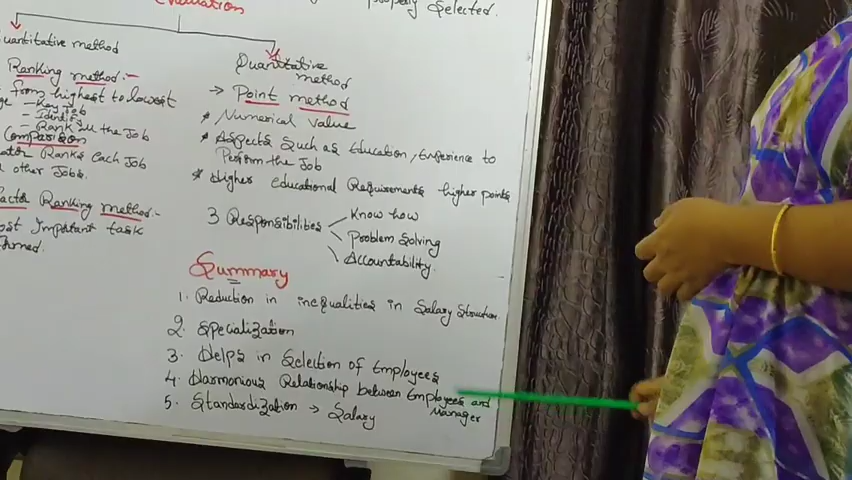 Evaluation
properly Selected.
uantitative method
Ranking method:-
from highest to lowest
- Key Job
- Identify
- Rank all the Job
Comparison
Ranks Each Job
other Jobs.
actor Ranking method:-
ost Important task
Quantitative
method
→ Point method
* Numerical Value
* Aspects Such as Education, Experience to
Perform the Job
* Higher Educational Requirements higher points
3 Responsibilities
Know how
Problem Solving
Accountability.
Summary
1. Reduction in inequalities in Salary Structure.
2. Specialization
3. Helps in Selection of Employees
4. Harmonious Relationship between Employees and
Manager
5. Standardization → Salary